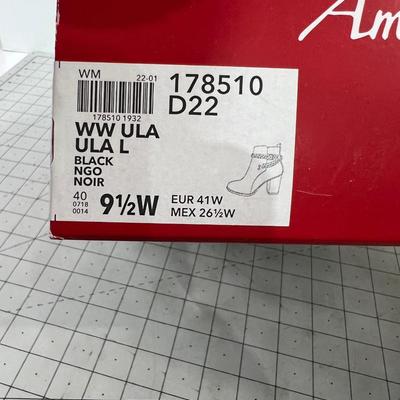 Am
WM 22-01
178510 1932
178510
D22
WW ULA
ULA L
BLACK
NGO
NOIR
40
0718
0014
9½W
EUR 41W
MEX 26½W